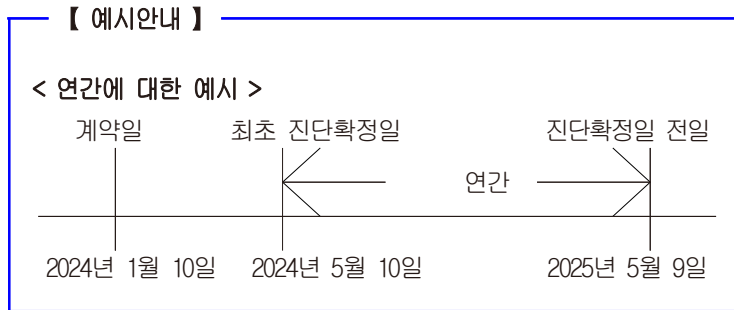 【 예시안내 】
< 연간에 대한 예시 >
계약일 최초 진단확정일 진단확정일 전일
연간
2024년 1월 10일 2024년 5월 10일 2025년 5월 9일